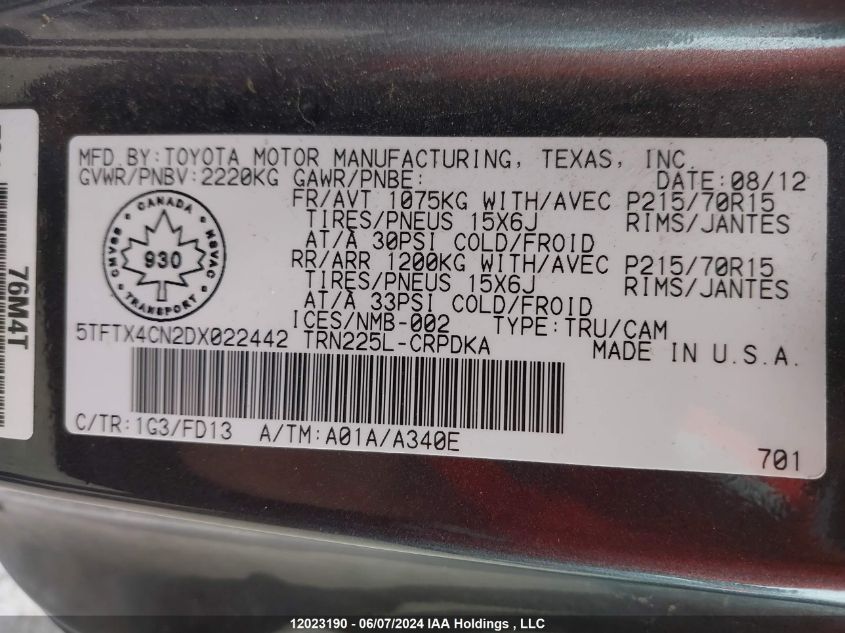 MFD.BY:TOYOTA MOTOR MANUFACTURING, TEXAS, INC.
GVWR/PNBV:2220KG GAWR/PNBE: DATE:08/12
FR/AVT 1075KG WITH/AVEC P215/70R15
TIRES/PNEUS 15X6J RIMS/JANTES
AT/À 30PSI COLD/FROID
RR/ARR 1200KG WITH/AVEC P215/70R15
TIRES/PNEUS 15X6J RIMS/JANTES
AT/À 33PSI COLD/FROID
ICES/NMB-002 TYPE:TRU/CAM
CANADA
CMVSS
NSVAC
930
TRANSPORT
5TFTX4CN2DX022442 TRN225L-CRPDKA MADE IN U.S.A.
C/TR:1G3/FD13 A/TM:A01A/A340E
701
76M4T
12023190 - 06/07/2024 IAA Holdings , LLC